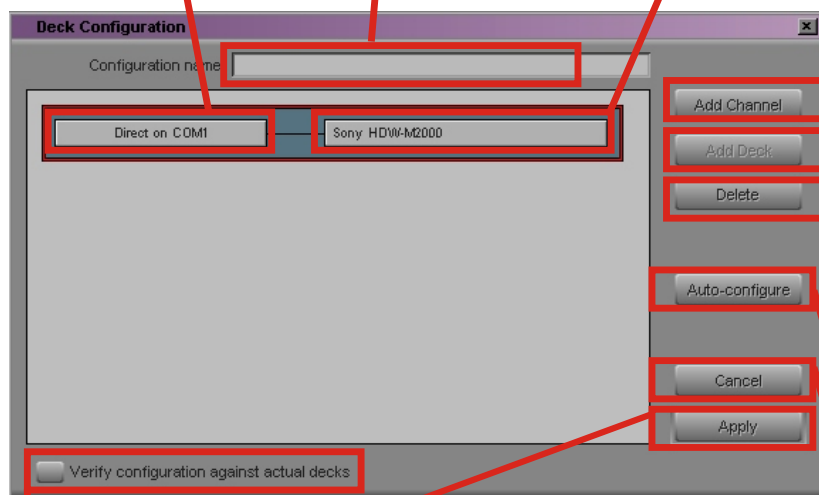 Deck Configuration
Configuration name
Add Channel
Direct on COM1
Sony HDW-M2000
Add Deck
Delete
Auto-configure
Cancel
Apply
Verify configuration against actual decks